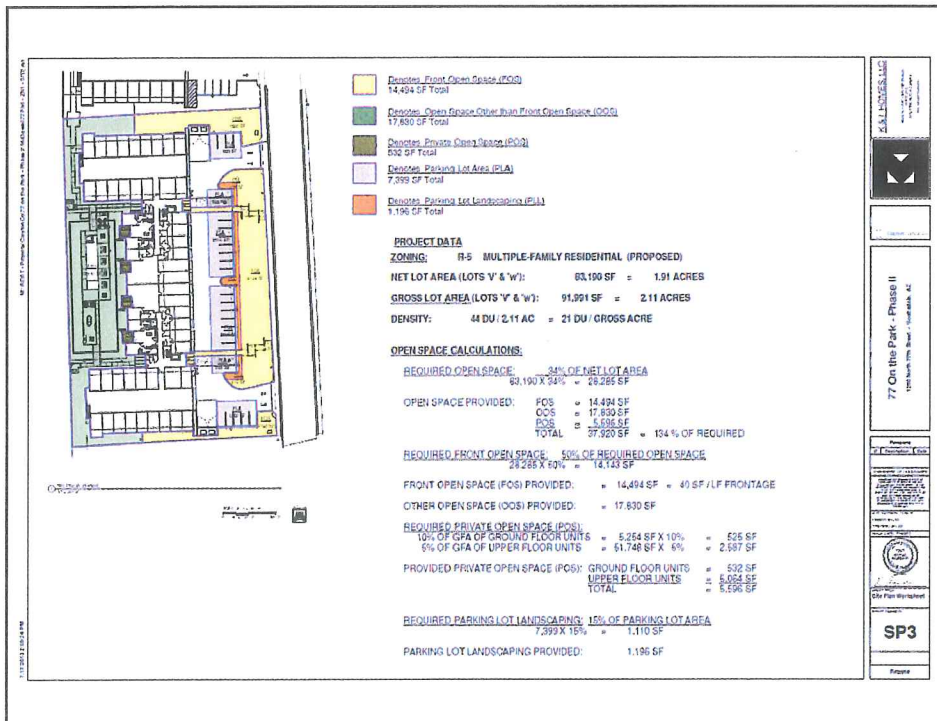 Denotes Front Open Space (FOS)
14,494 SF Total
Denotes Open Space Other than Front Open Space (OOS)
17,830 SF Total
Denotes Private Open Space (POS)
532 SF Total
Denotes Parking Lot Area (PLA)
7,399 SF Total
Denotes Parking Lot Landscaping (PLL)
1,196 SF Total
PROJECT DATA
ZONING: R-5 MULTIPLE-FAMILY RESIDENTIAL (PROPOSED)
NET LOT AREA (LOTS 'V' & 'w'): 83,190 SF = 1.91 ACRES
GROSS LOT AREA (LOTS 'V' & 'w'): 91,991 SF = 2.11 ACRES
DENSITY: 44 DU / 2.11 AC = 21 DU / GROSS ACRE
OPEN SPACE CALCULATIONS:
REQUIRED OPEN SPACE: 34% OF NET LOT AREA
83,190 X 34% = 28,285 SF
OPEN SPACE PROVIDED: FOS = 14,494 SF
OOS = 17,830 SF
POS = 5,596 SF
TOTAL 37,920 SF = 134 % OF REQUIRED
REQUIRED FRONT OPEN SPACE: 50% OF REQUIRED OPEN SPACE
28,285 X 50% = 14,143 SF
FRONT OPEN SPACE (FOS) PROVIDED: = 14,494 SF = 40 SF / LF FRONTAGE
OTHER OPEN SPACE (OOS) PROVIDED: = 17,830 SF
REQUIRED PRIVATE OPEN SPACE (POS):
10% OF GFA OF GROUND FLOOR UNITS = 5,254 SF X 10% = 525 SF
5% OF GFA OF UPPER FLOOR UNITS = 51,748 SF X 5% = 2,587 SF
PROVIDED PRIVATE OPEN SPACE (POS): GROUND FLOOR UNITS = 532 SF
UPPER FLOOR UNITS = 5,064 SF
TOTAL = 5,596 SF
REQUIRED PARKING LOT LANDSCAPING: 15% OF PARKING LOT AREA
7,399 X 15% = 1,110 SF
PARKING LOT LANDSCAPING PROVIDED: 1,196 SF
K&I HOMES LLC
77 On the Park - Phase II
Site Plan Worksheet
SP3